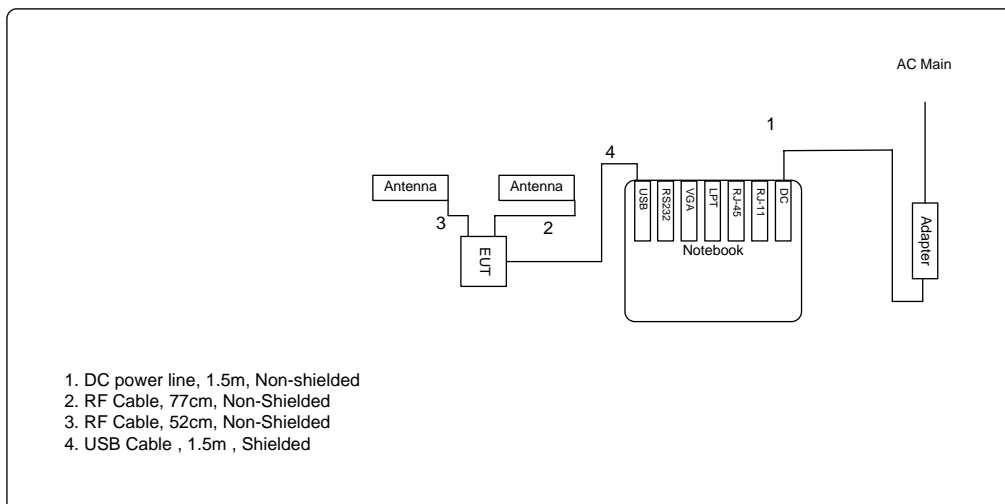 AC Main
1
4
Antenna
Antenna
3
2
EUT
USB
RS232
VGA
LPT
RJ-45
RJ-11
DC
Notebook
Adapter
1. DC power line, 1.5m, Non-shielded
2. RF Cable, 77cm, Non-Shielded
3. RF Cable, 52cm, Non-Shielded
4. USB Cable , 1.5m , Shielded